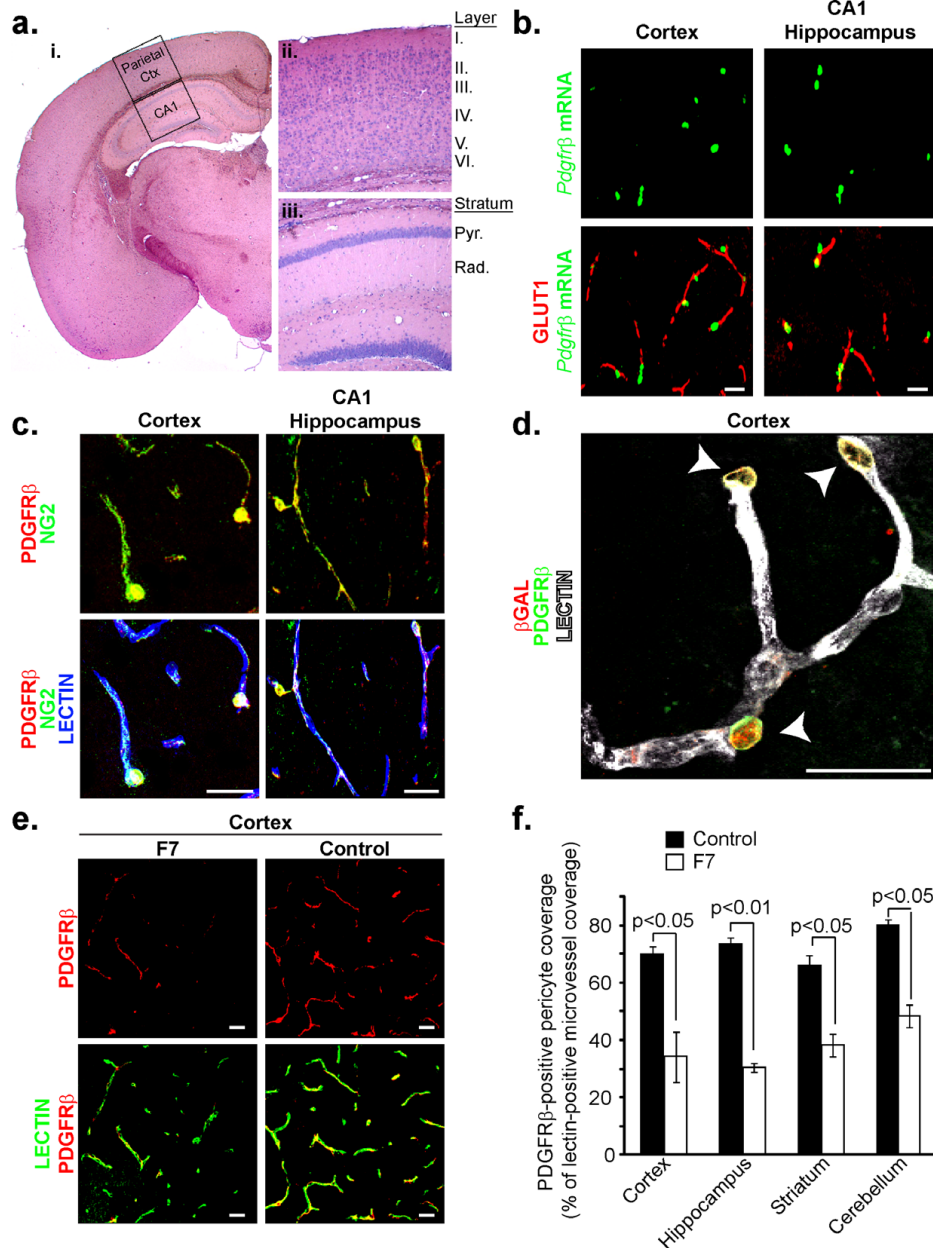 a.
i.
Parietal
Ctx
CA1
ii.
Layer
I.
II.
III.
IV.
V.
VI.
iii.
Stratum
Pyr.
Rad.
b.
Cortex
CA1
Hippocampus
Pdgfrβ mRNA
GLUT1
Pdgfrβ mRNA
c.
Cortex
CA1
Hippocampus
PDGFRβ
NG2
PDGFRβ
NG2
LECTIN
d.
Cortex
βGAL
PDGFRβ
LECTIN
e.
Cortex
F7
Control
PDGFRβ
LECTIN
PDGFRβ
f.
Control
F7
PDGFRβ-positive pericyte coverage
(% of lectin-positive microvessel coverage)
80
60
40
20
0
p<0.05
p<0.01
p<0.05
p<0.05
Cortex
Hippocampus
Striatum
Cerebellum